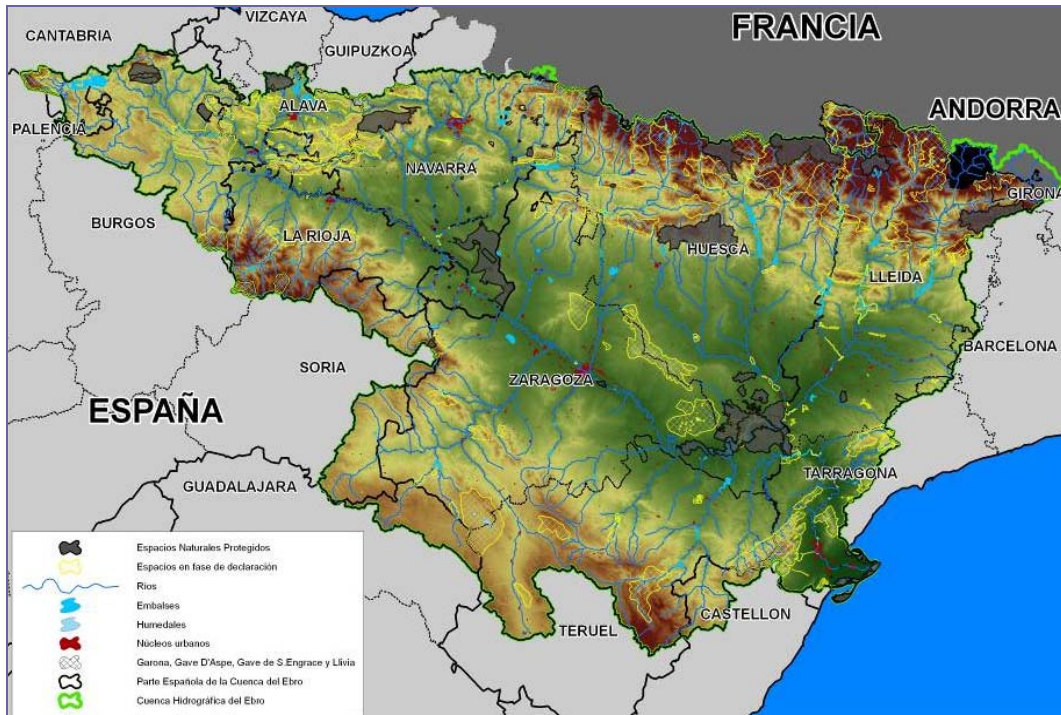 VIZCAYA
CANTABRIA
FRANCIA
GUIPUZKOA
ALAVA
ANDORRA
PALENCIA
NAVARRA
GIRONA
BURGOS
LA RIOJA
HUESCA
LLEIDA
BARCELONA
SORIA
ZARAGOZA
ESPAÑA
TARRAGONA
GUADALAJARA
CASTELLON
TERUEL
Espacios Naturales Protegidos
Espacios en fase de declaración
Rios
Embalses
Humedales
Núcleos urbanos
Garona, Gave D'Aspe, Gave de S.Engrace y Llivia
Parte Española de la Cuenca del Ebro
Cuenca Hidrográfica del Ebro